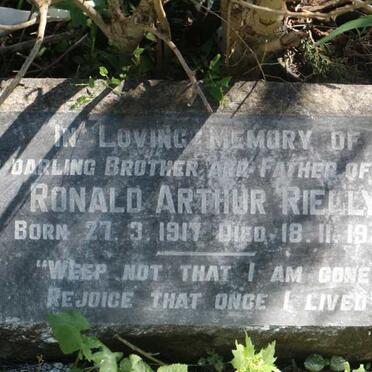 IN LOVING MEMORY OF
DARLING BROTHER AND FATHER OF
RONALD ARTHUR RIELLY
BORN 27. 3. 1917 DIED 18. 11.
"WEEP NOT THAT I AM GONE
REJOICE THAT ONCE I LIVED